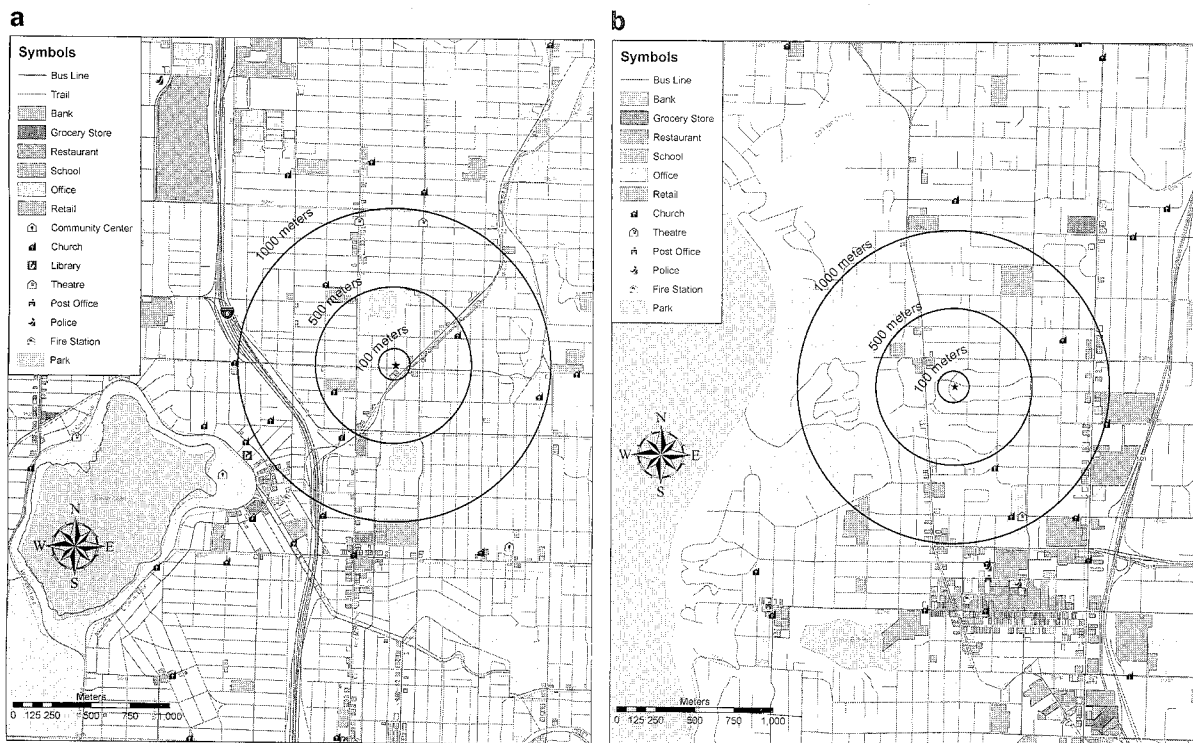 a
Symbols
Bus Line
Trail
Bank
Grocery Store
Restaurant
School
Office
Retail
Community Center
Church
Library
Theatre
Post Office
Police
Fire Station
Park
1000 meters
500 meters
100 meters
N
W E
S
Meters
0 125 250 500 750 1,000
b
Symbols
Bus Line
Bank
Grocery Store
Restaurant
School
Office
Retail
Church
Theatre
Post Office
Police
Fire Station
Park
1000 meters
500 meters
100 meters
N
W E
S
Meters
0 125 250 500 750 1,000